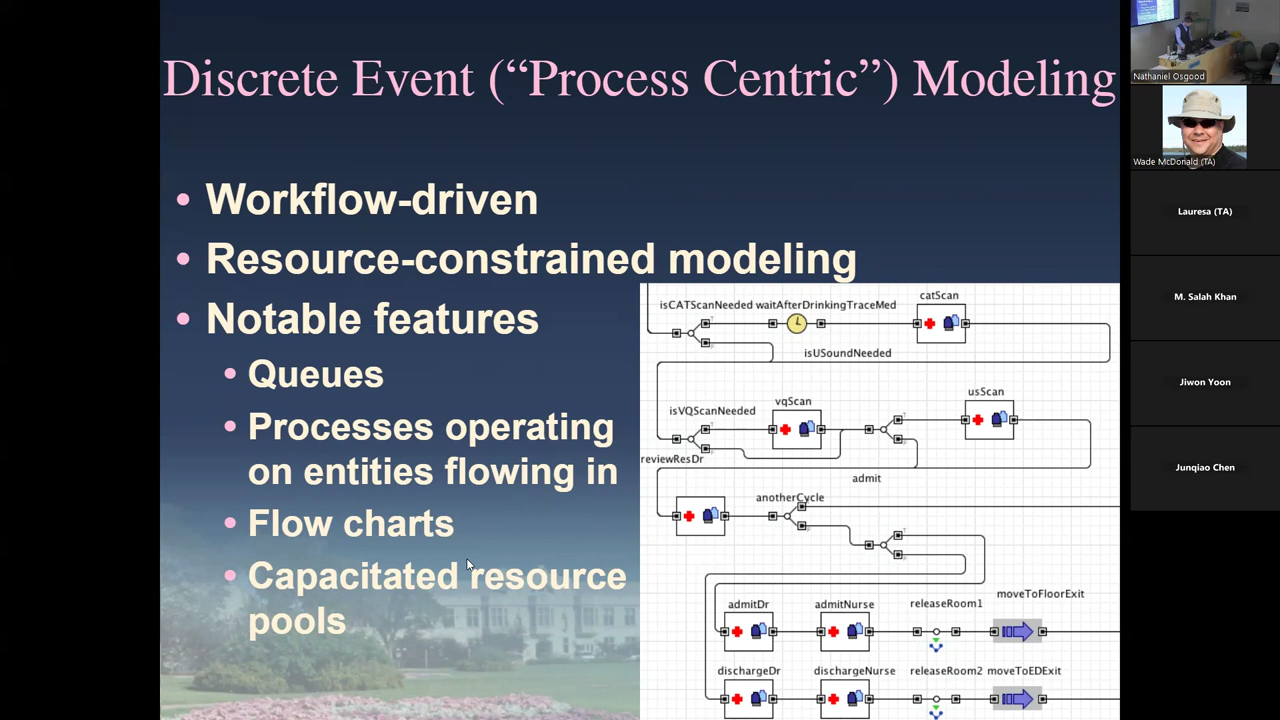 Discrete Event (“Process Centric”) Modeling
• Workflow-driven
• Resource-constrained modeling
• Notable features
• Queues
• Processes operating
on entities flowing in
• Flow charts
• Capacitated resource
pools
isCATScanNeeded waitAfterDrinkingTraceMed
catScan
isUSoundNeeded
isVQScanNeeded
vqScan
usScan
reviewResDr
admit
anotherCycle
admitDr
admitNurse
releaseRoom1
moveToFloorExit
dischargeDr
dischargeNurse
releaseRoom2
moveToEDExit
Nathaniel Osgood
Wade McDonald (TA)
Lauresa (TA)
M. Salah Khan
Jiwon Yoon
Junqiao Chen